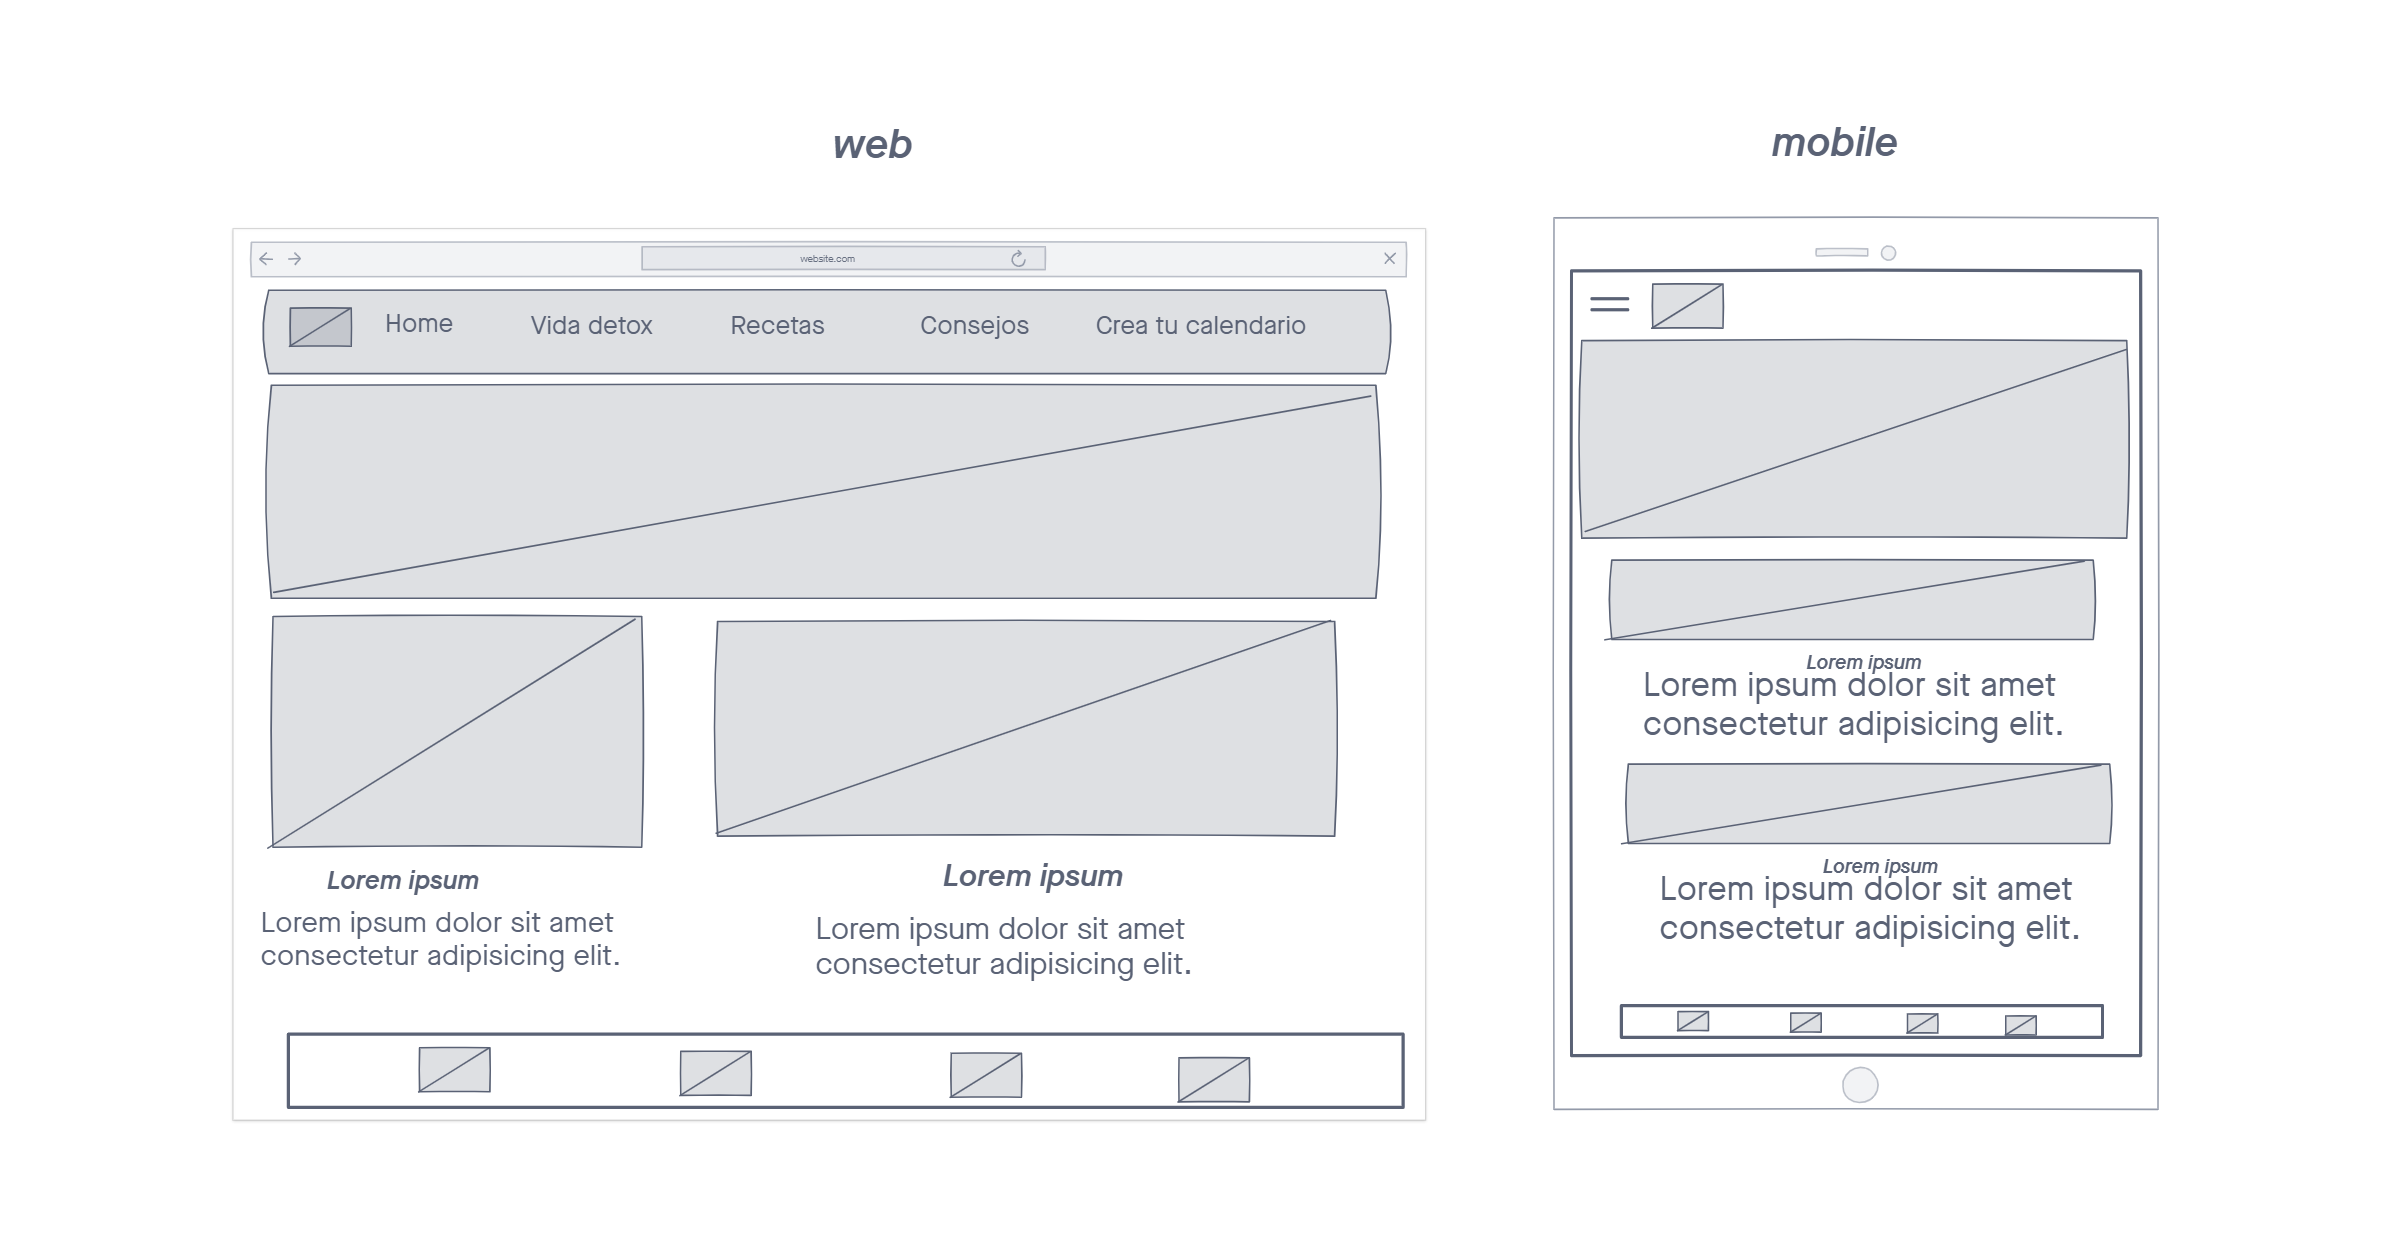 web
mobile
website.com
Home
Vida detox
Recetas
Consejos
Crea tu calendario
Lorem ipsum
Lorem ipsum dolor sit amet
consectetur adipisicing elit.
Lorem ipsum
Lorem ipsum dolor sit amet
consectetur adipisicing elit.
Lorem ipsum
Lorem ipsum dolor sit amet
consectetur adipisicing elit.
Lorem ipsum
Lorem ipsum dolor sit amet
consectetur adipisicing elit.